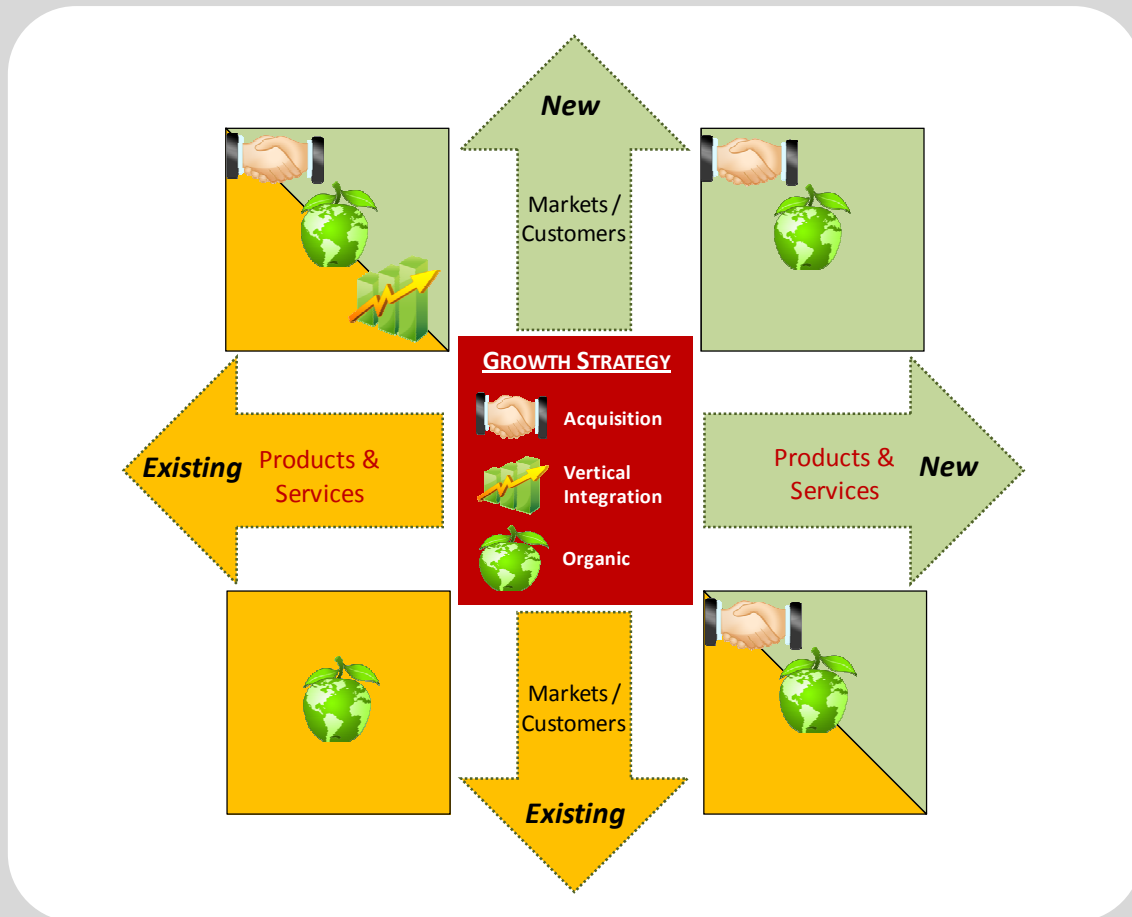 New
Markets /
Customers
GROWTH STRATEGY
Acquisition
Vertical
Integration
Organic
Existing
Products &
Services
Products &
Services
New
Markets /
Customers
Existing